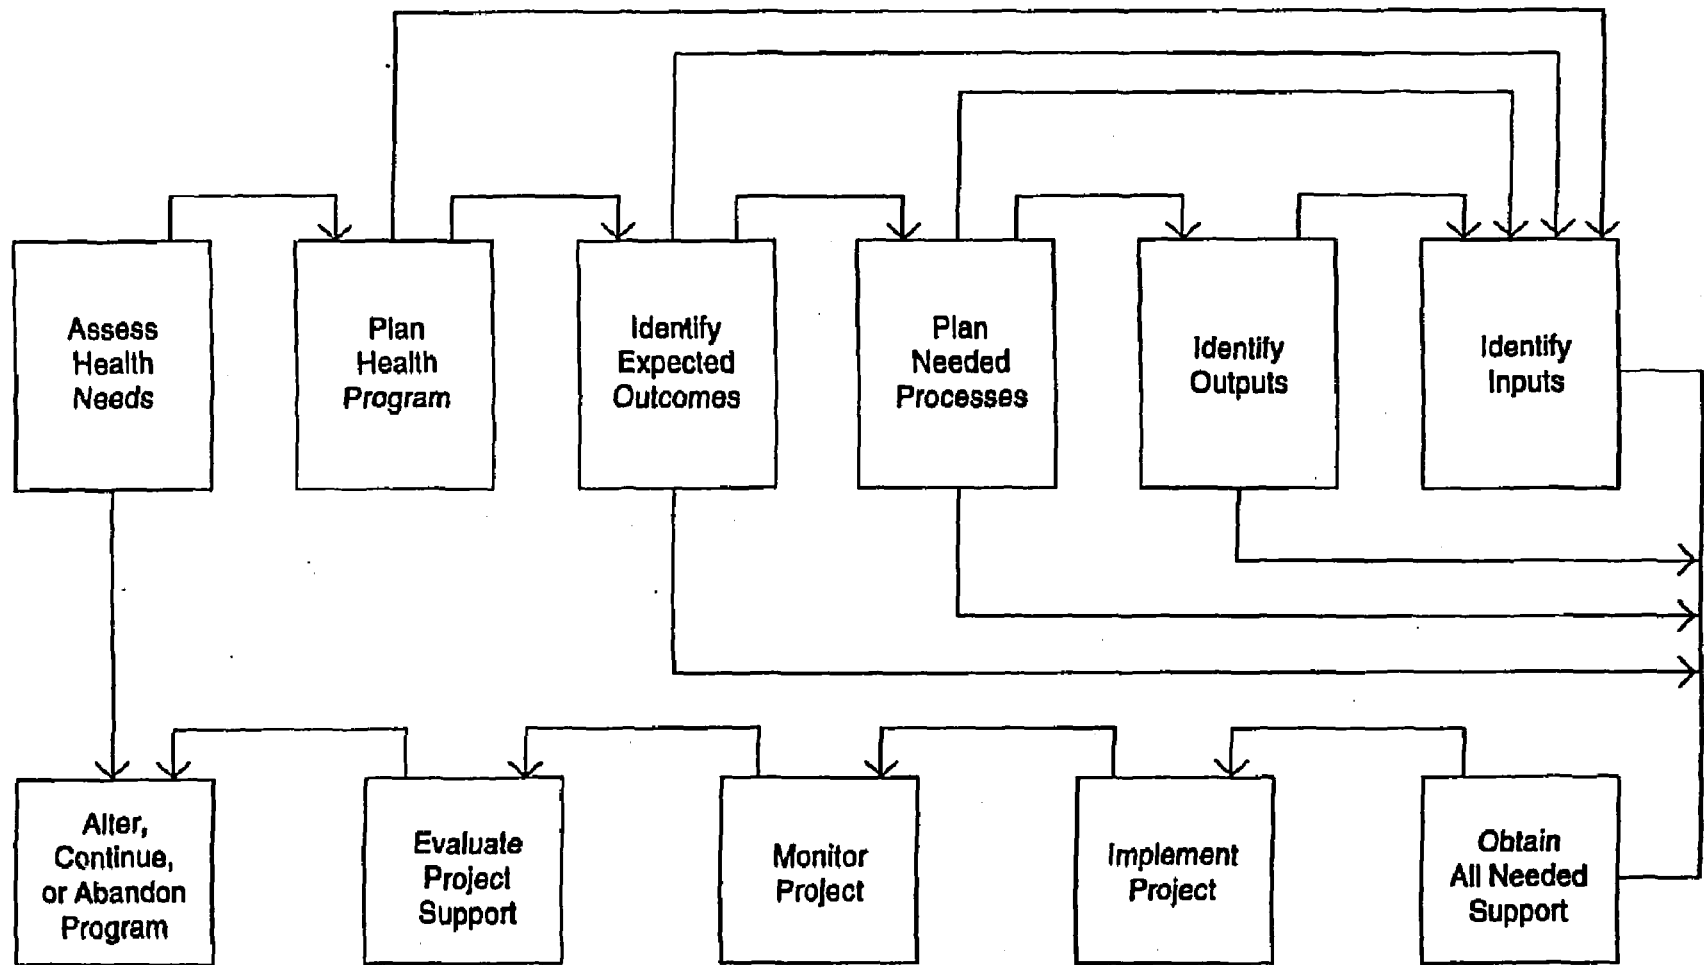 Assess
Health
Needs
Plan
Health
Program
Identify
Expected
Outcomes
Plan
Needed
Processes
Identify
Outputs
Identify
Inputs
Alter,
Continue,
or Abandon
Program
Evaluate
Project
Support
Monitor
Project
Implement
Project
Obtain
All Needed
Support